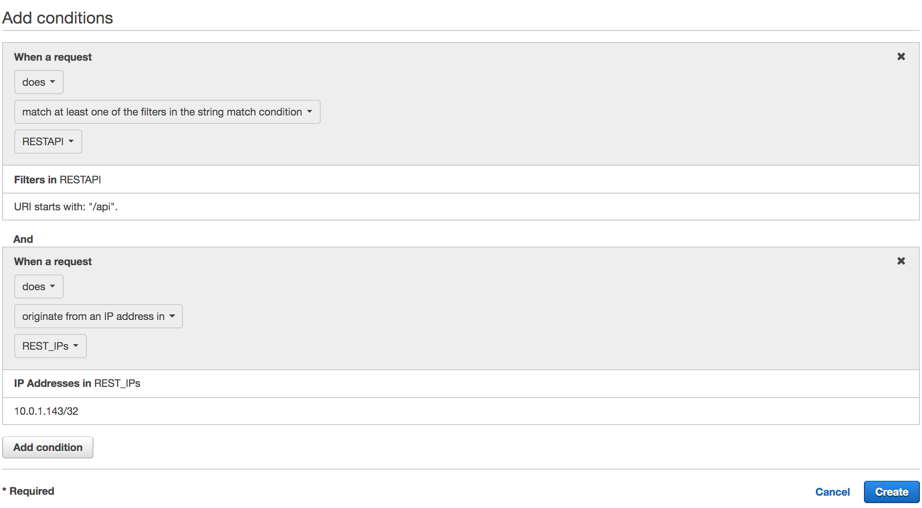 Add conditions
When a request
does
match at least one of the filters in the string match condition
RESTAPI
Filters in RESTAPI
URI starts with: "/api".
And
When a request
does
originate from an IP address in
REST_IPs
IP Addresses in REST_IPs
10.0.1.143/32
Add condition
* Required
Cancel
Create